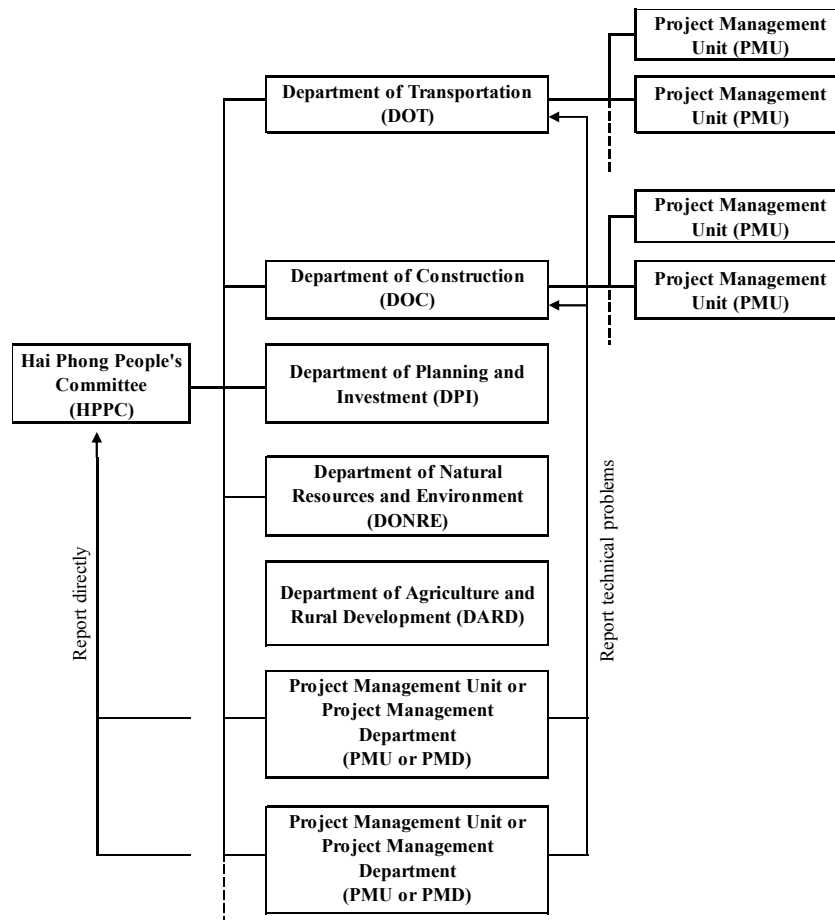 Project Management
Unit (PMU)
Department of Transportation
(DOT)
Project Management
Unit (PMU)
Project Management
Unit (PMU)
Department of Construction
(DOC)
Project Management
Unit (PMU)
Hai Phong People's
Committee
(HPPC)
Department of Planning and
Investment (DPI)
Department of Natural
Resources and Environment
(DONRE)
Department of Agriculture and
Rural Development (DARD)
Report directly
Report technical problems
Project Management Unit or
Project Management
Department
(PMU or PMD)
Project Management Unit or
Project Management
Department
(PMU or PMD)